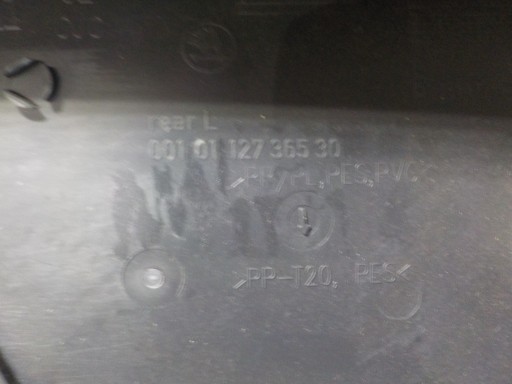 rear L
001 01 127 365 30
>PP/PE, PES, PVC<
>PP-T20, PES<